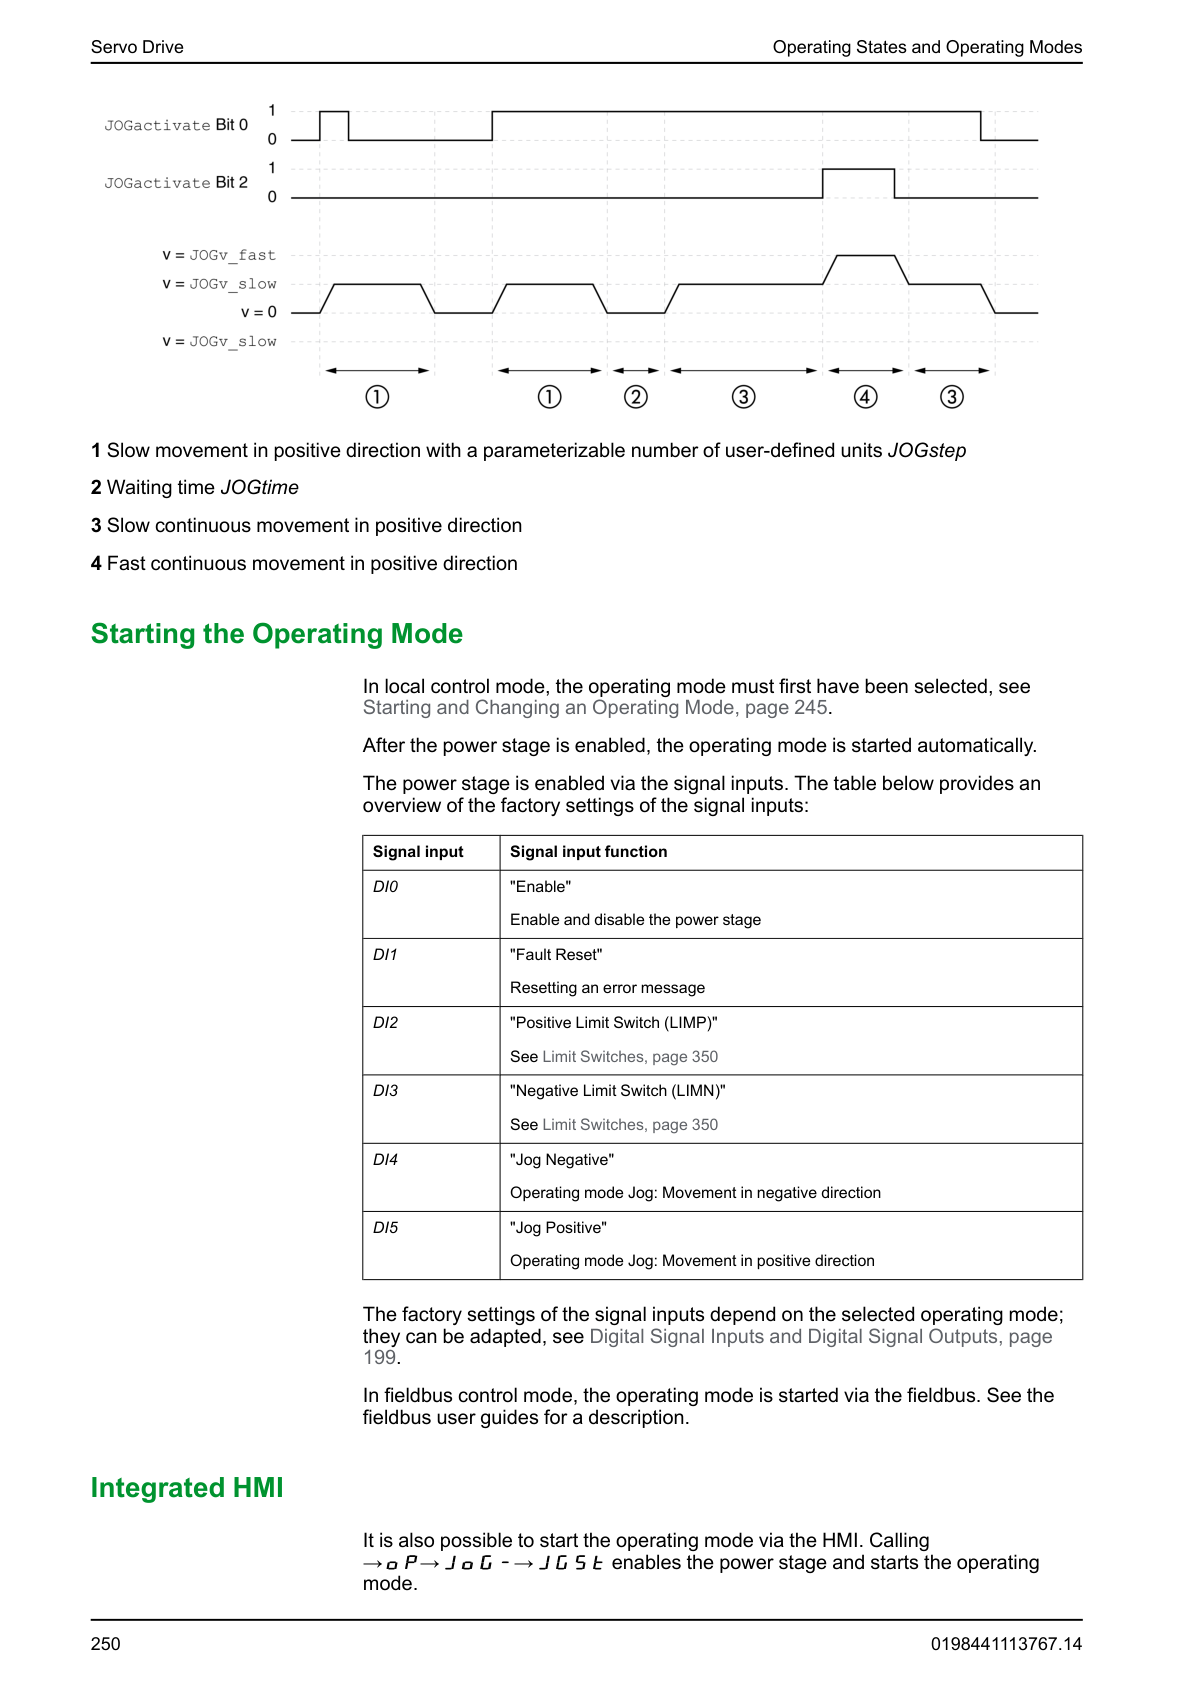 Servo Drive
Operating States and Operating Modes
JOGactivate Bit 0
1
0
JOGactivate Bit 2
1
0
v = JOGv_fast
v = JOGv_slow
v = 0
v = JOGv_slow
① ① ② ③ ④ ③
1 Slow movement in positive direction with a parameterizable number of user-defined units JOGstep
2 Waiting time JOGtime
3 Slow continuous movement in positive direction
4 Fast continuous movement in positive direction
Starting the Operating Mode
In local control mode, the operating mode must first have been selected, see
Starting and Changing an Operating Mode, page 245.
After the power stage is enabled, the operating mode is started automatically.
The power stage is enabled via the signal inputs. The table below provides an
overview of the factory settings of the signal inputs:
Signal input
Signal input function
DI0
"Enable"
Enable and disable the power stage
DI1
"Fault Reset"
Resetting an error message
DI2
"Positive Limit Switch (LIMP)"
See Limit Switches, page 350
DI3
"Negative Limit Switch (LIMN)"
See Limit Switches, page 350
DI4
"Jog Negative"
Operating mode Jog: Movement in negative direction
DI5
"Jog Positive"
Operating mode Jog: Movement in positive direction
The factory settings of the signal inputs depend on the selected operating mode;
they can be adapted, see Digital Signal Inputs and Digital Signal Outputs, page
199.
In fieldbus control mode, the operating mode is started via the fieldbus. See the
fieldbus user guides for a description.
Integrated HMI
It is also possible to start the operating mode via the HMI. Calling
→oP→JoG-→JGSt enables the power stage and starts the operating
mode.
250
0198441113767.14